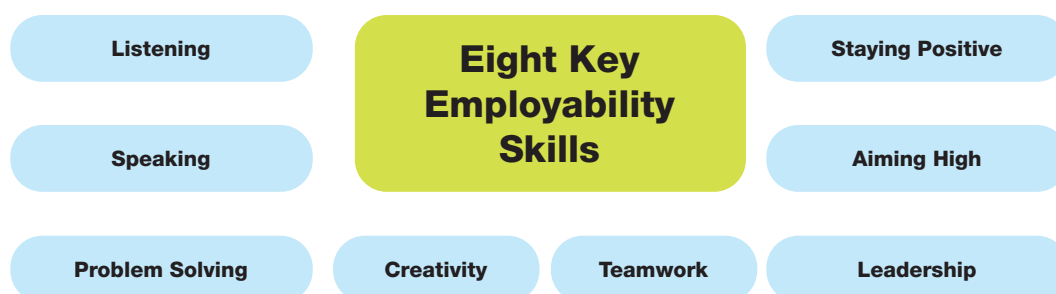 Listening
Eight Key
Employability
Skills
Staying Positive
Speaking
Aiming High
Problem Solving
Creativity
Teamwork
Leadership